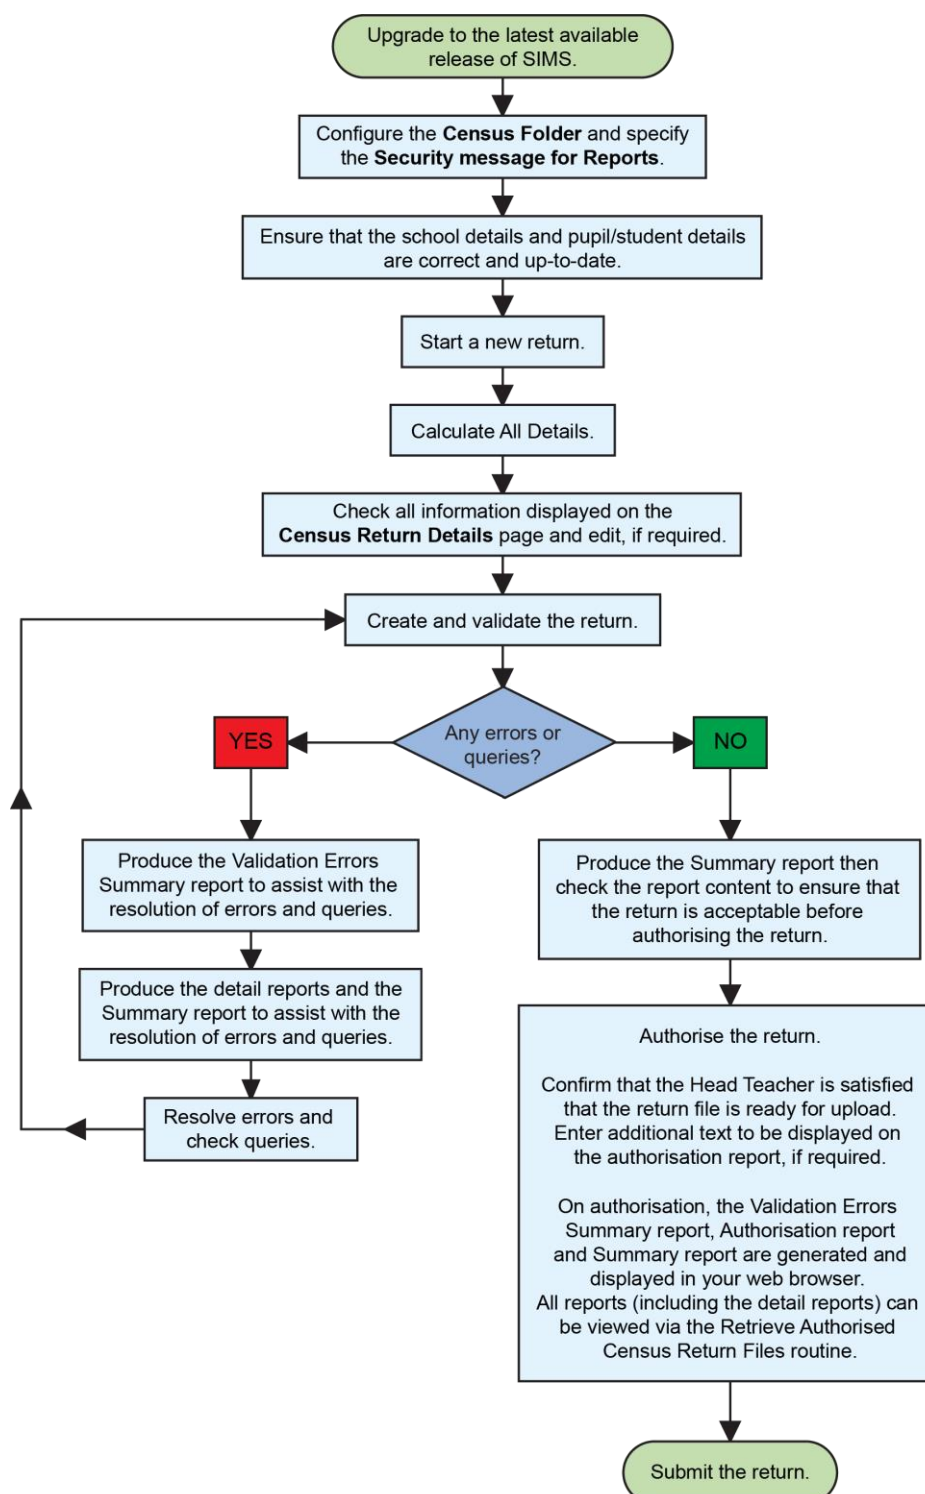 Upgrade to the latest available
release of SIMS.
Configure the Census Folder and specify
the Security message for Reports.
Ensure that the school details and pupil/student details
are correct and up-to-date.
Start a new return.
Calculate All Details.
Check all information displayed on the
Census Return Details page and edit, if required.
Create and validate the return.
Any errors or
queries?
YES
NO
Produce the Validation Errors
Summary report to assist with the
resolution of errors and queries.
Produce the detail reports and the
Summary report to assist with the
resolution of errors and queries.
Resolve errors and
check queries.
Produce the Summary report then
check the report content to ensure that
the return is acceptable before
authorising the return.
Authorise the return.
Confirm that the Head Teacher is satisfied
that the return file is ready for upload.
Enter additional text to be displayed on
the authorisation report, if required.
On authorisation, the Validation Errors
Summary report, Authorisation report
and Summary report are generated and
displayed in your web browser.
All reports (including the detail reports) can
be viewed via the Retrieve Authorised
Census Return Files routine.
Submit the return.